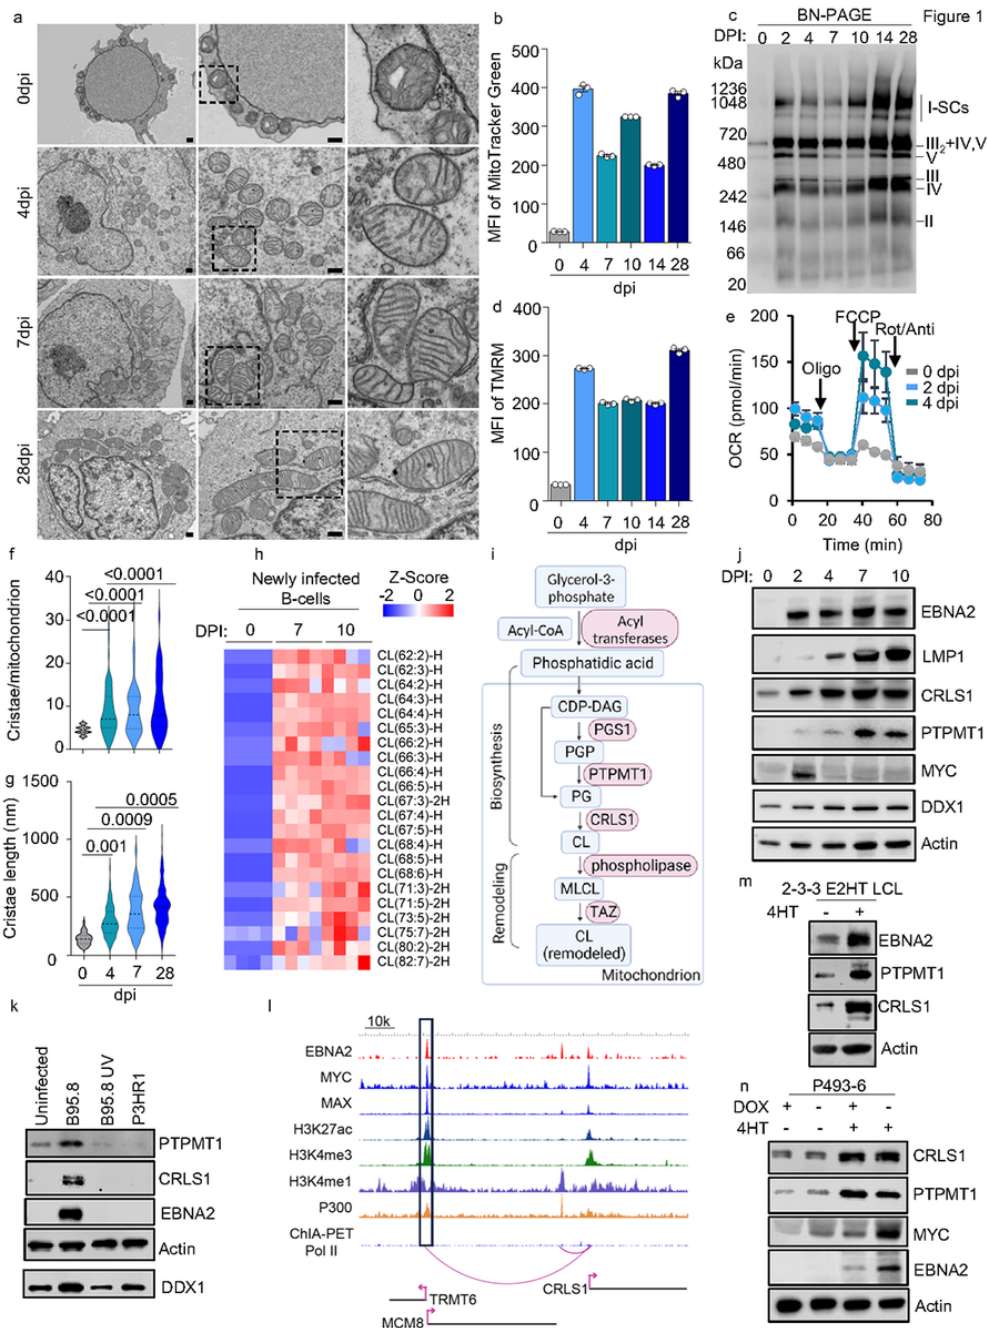 Figure 1
a
0dpi
4dpi
7dpi
28dpi
b
MFI of MitoTracker Green
500
400
300
200
100
0
0 4 7 10 14 28
dpi
c
BN-PAGE
DPI: 0 2 4 7 10 14 28
kDa
1236
1048
720
480
242
146
66
20
I-SCs
III2+IV,V
V
III
IV
II
d
MFI of TMRM
400
300
200
100
0
0 4 7 10 14 28
dpi
e
OCR (pmol/min)
200
150
100
50
0
0 20 40 60 80
Time (min)
Oligo
FCCP
Rot/Anti
0 dpi
2 dpi
4 dpi
f
Cristae/mitochondrion
40
30
20
10
0
<0.0001
<0.0001
<0.0001
g
Cristae length (nm)
1500
1000
500
0
0.0005
0.0009
0.001
0 4 7 28
dpi
h
Newly infected
B-cells
Z-Score
-2 0 2
DPI: 0 7 10
CL(62:2)-H
CL(62:3)-H
CL(64:2)-H
CL(64:3)-H
CL(64:4)-H
CL(65:3)-H
CL(66:2)-H
CL(66:3)-H
CL(66:4)-H
CL(66:5)-H
CL(67:3)-2H
CL(67:4)-H
CL(67:5)-H
CL(68:4)-H
CL(68:5)-H
CL(68:6)-H
CL(71:3)-2H
CL(71:5)-2H
CL(73:5)-2H
CL(75:7)-2H
CL(80:2)-2H
CL(82:7)-2H
i
Glycerol-3-
phosphate
Acyl-CoA
Acyl
transferases
Phosphatidic acid
CDP-DAG
PGS1
PGP
PTPMT1
PG
CRLS1
CL
phospholipase
MLCL
TAZ
CL
(remodeled)
Mitochondrion
Biosynthesis
Remodeling
j
DPI: 0 2 4 7 10
EBNA2
LMP1
CRLS1
PTPMT1
MYC
DDX1
Actin
k
Uninfected
B95.8
B95.8 UV
P3HR1
PTPMT1
CRLS1
EBNA2
Actin
DDX1
l
10k
EBNA2
MYC
MAX
H3K27ac
H3K4me3
H3K4me1
P300
ChIA-PET
Pol II
CRLS1
TRMT6
MCM8
m
2-3-3 E2HT LCL
4HT - +
EBNA2
PTPMT1
CRLS1
Actin
n
P493-6
DOX + - + -
4HT - - + +
CRLS1
PTPMT1
MYC
EBNA2
Actin